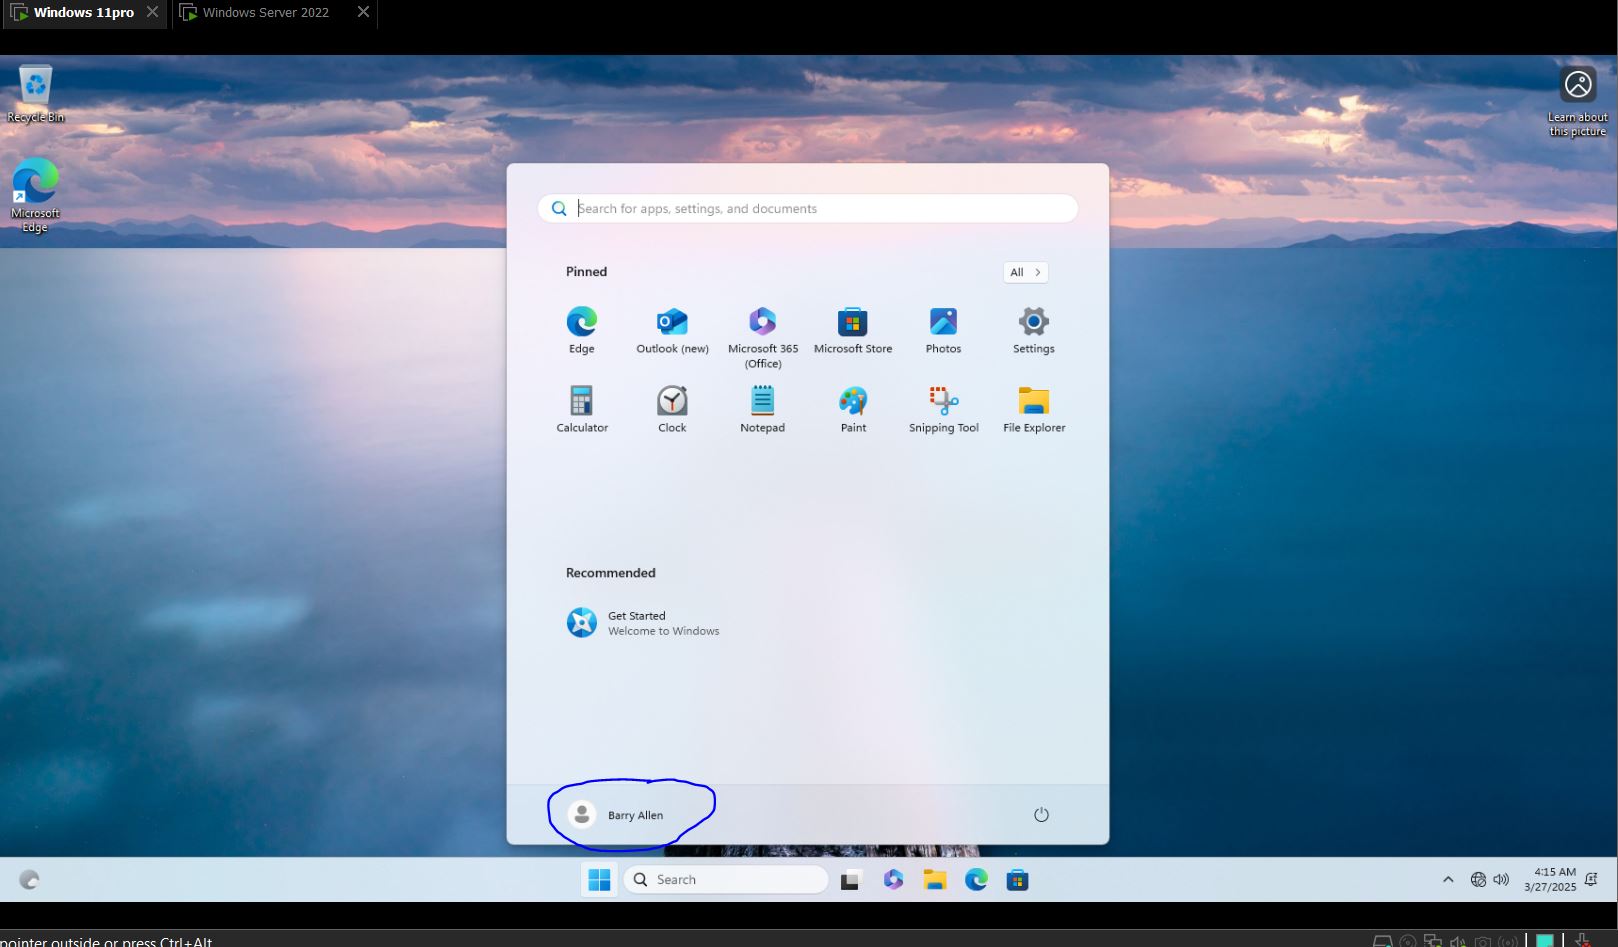 Windows 11pro
Windows Server 2022
Recycle Bin
Microsoft
Edge
Learn about
this picture
Search for apps, settings, and documents
Pinned
All
Edge
Outlook (new)
Microsoft 365
(Office)
Microsoft Store
Photos
Settings
Calculator
Clock
Notepad
Paint
Snipping Tool
File Explorer
Recommended
Get Started
Welcome to Windows
Barry Allen
Search
4:15 AM
3/27/2025
pointer outside or press Ctrl+Alt